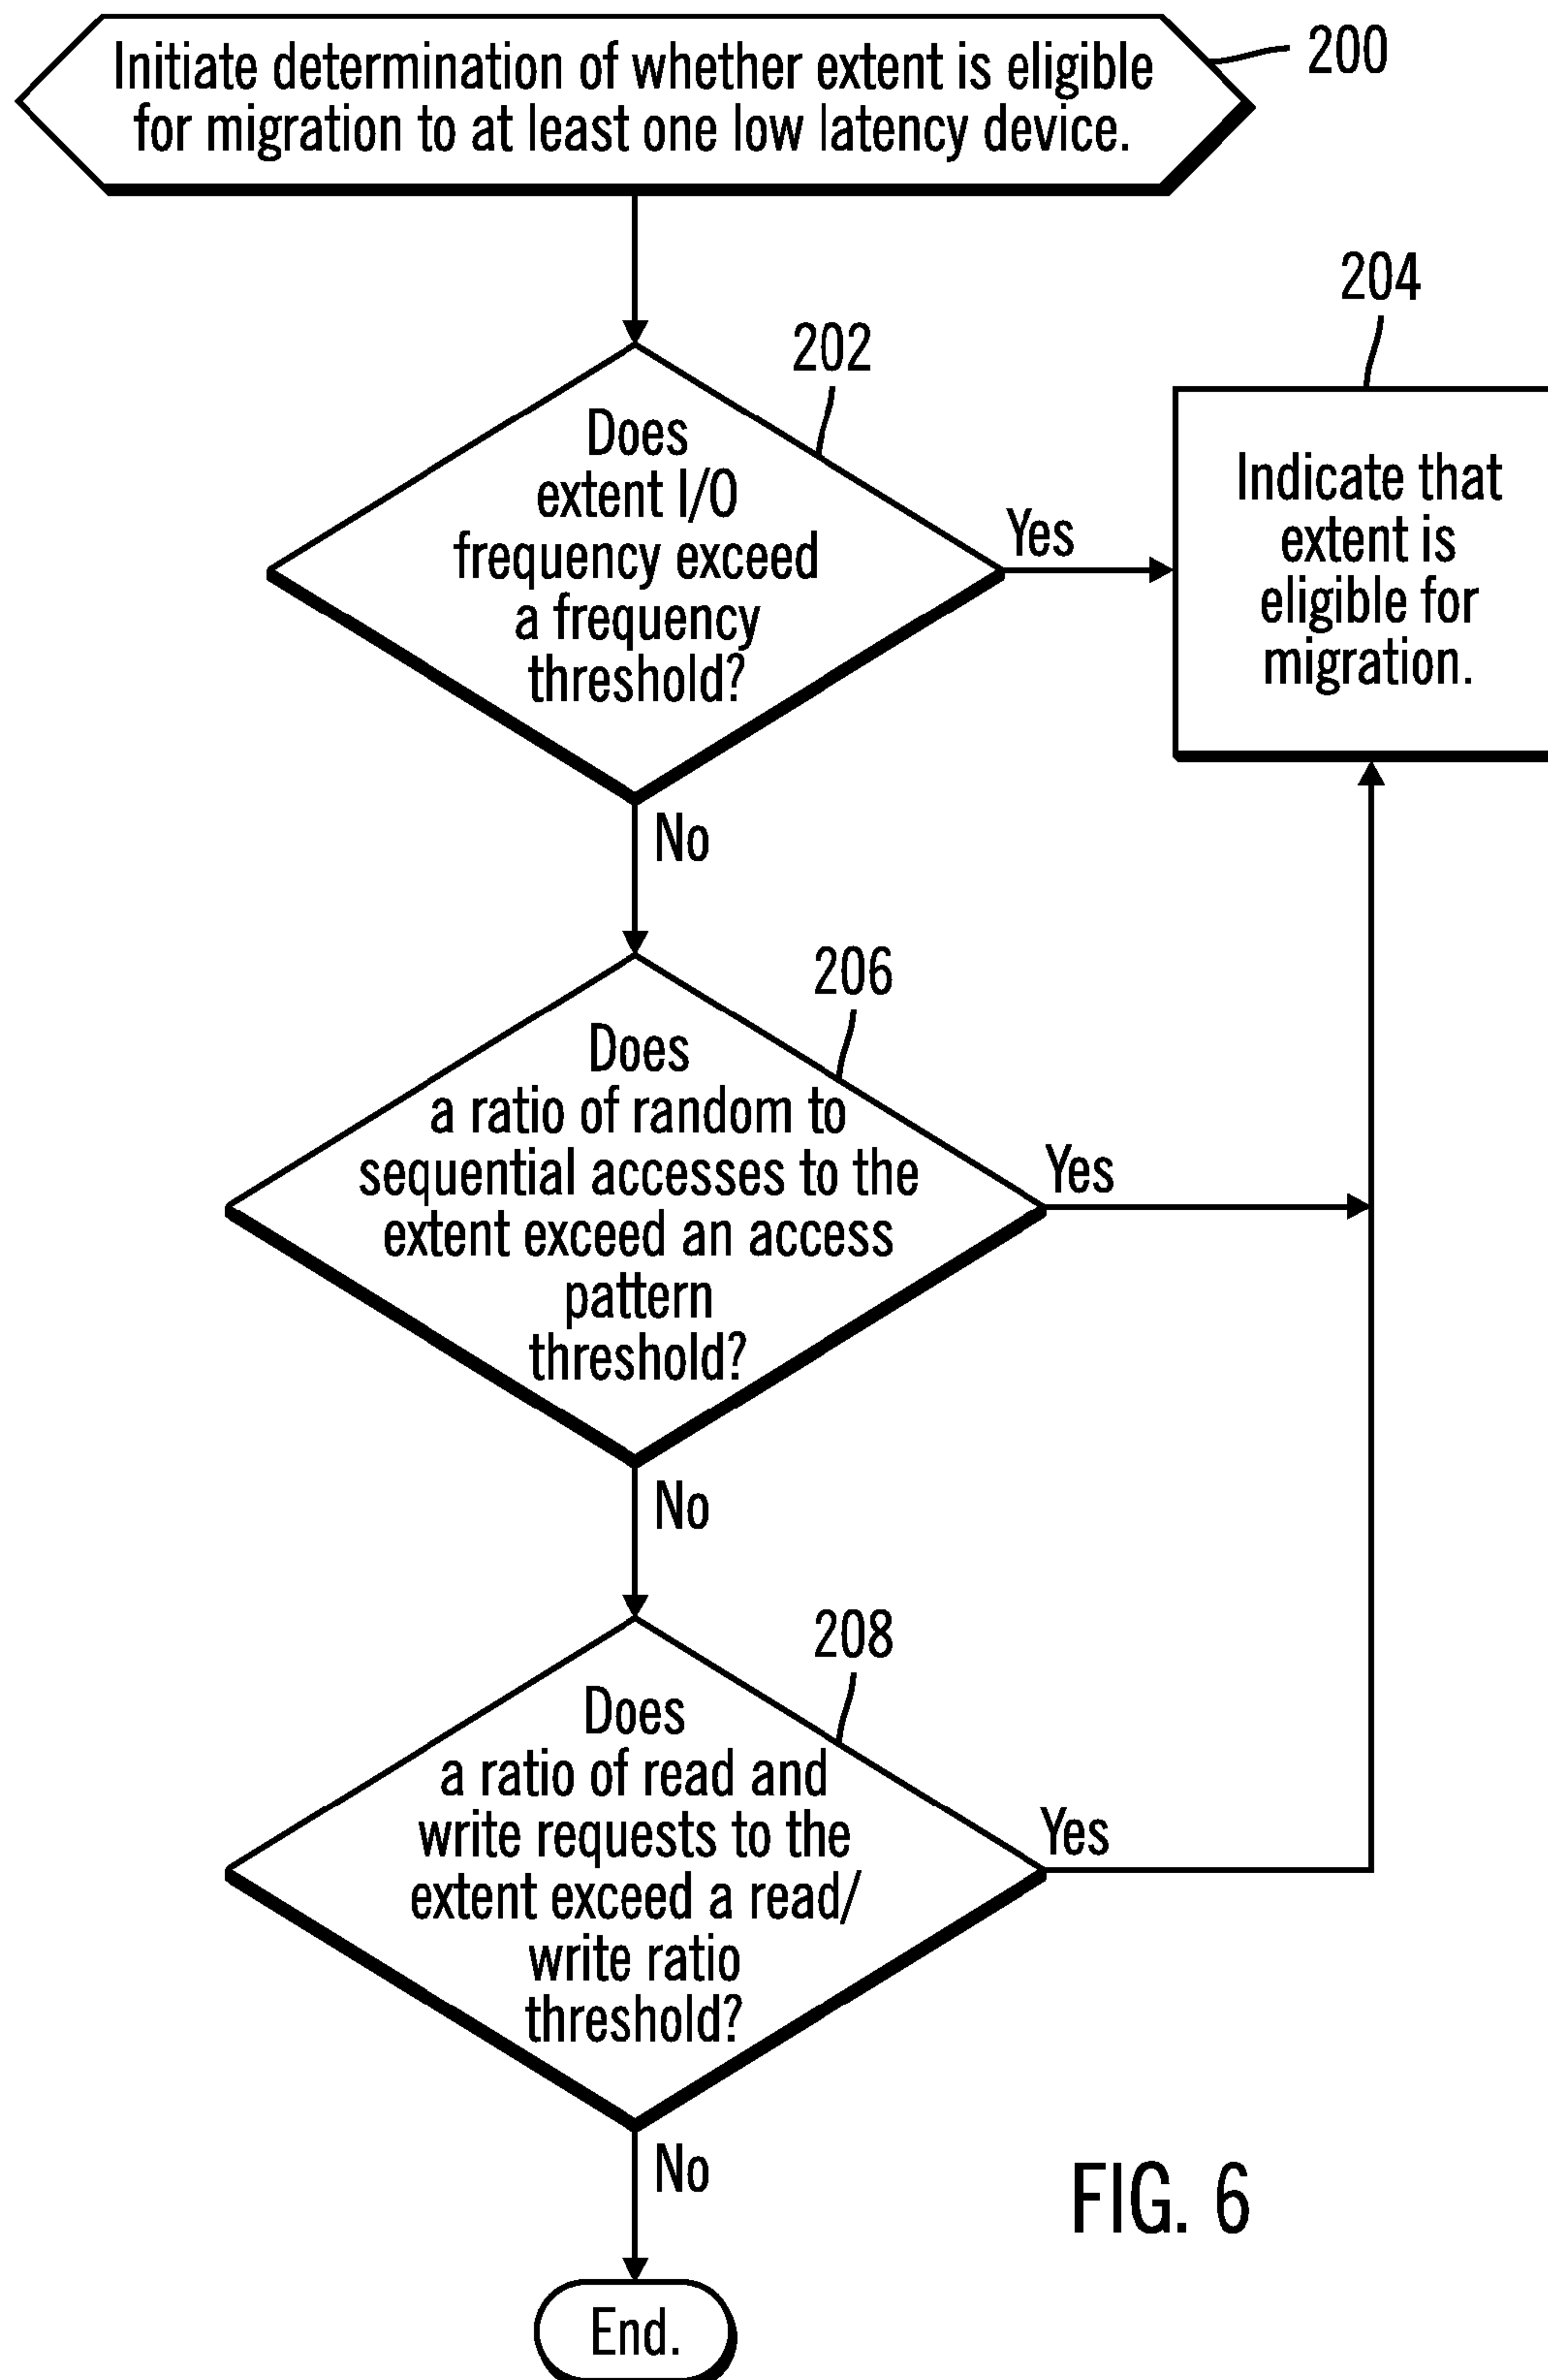 Initiate determination of whether extent is eligible
for migration to at least one low latency device.
200
202
Does
extent I/O
frequency exceed
a frequency
threshold?
Yes
204
Indicate that
extent is
eligible for
migration.
No
206
Does
a ratio of random to
sequential accesses to the
extent exceed an access
pattern
threshold?
Yes
No
208
Does
a ratio of read and
write requests to the
extent exceed a read/
write ratio
threshold?
Yes
No
End.
FIG. 6